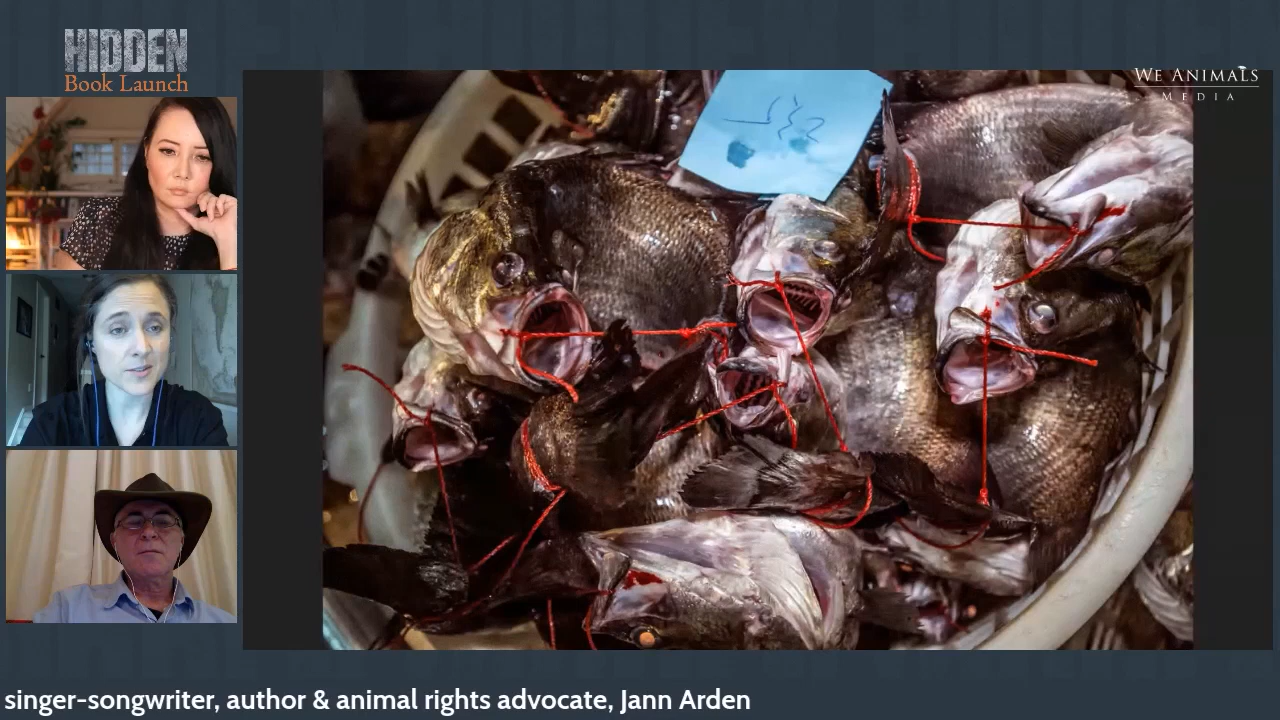 HIDDEN
Book Launch
WE ANIMALS
MEDIA
singer-songwriter, author & animal rights advocate, Jann Arden